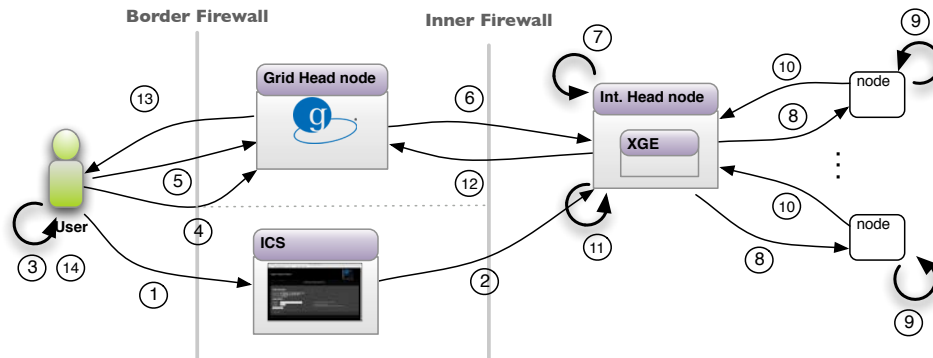 Border Firewall
Inner Firewall
7
9
Grid Head node
g
13
6
10
node
Int. Head node
8
XGE
5
12
10
4
node
User
ICS
11
3
14
8
1
2
9